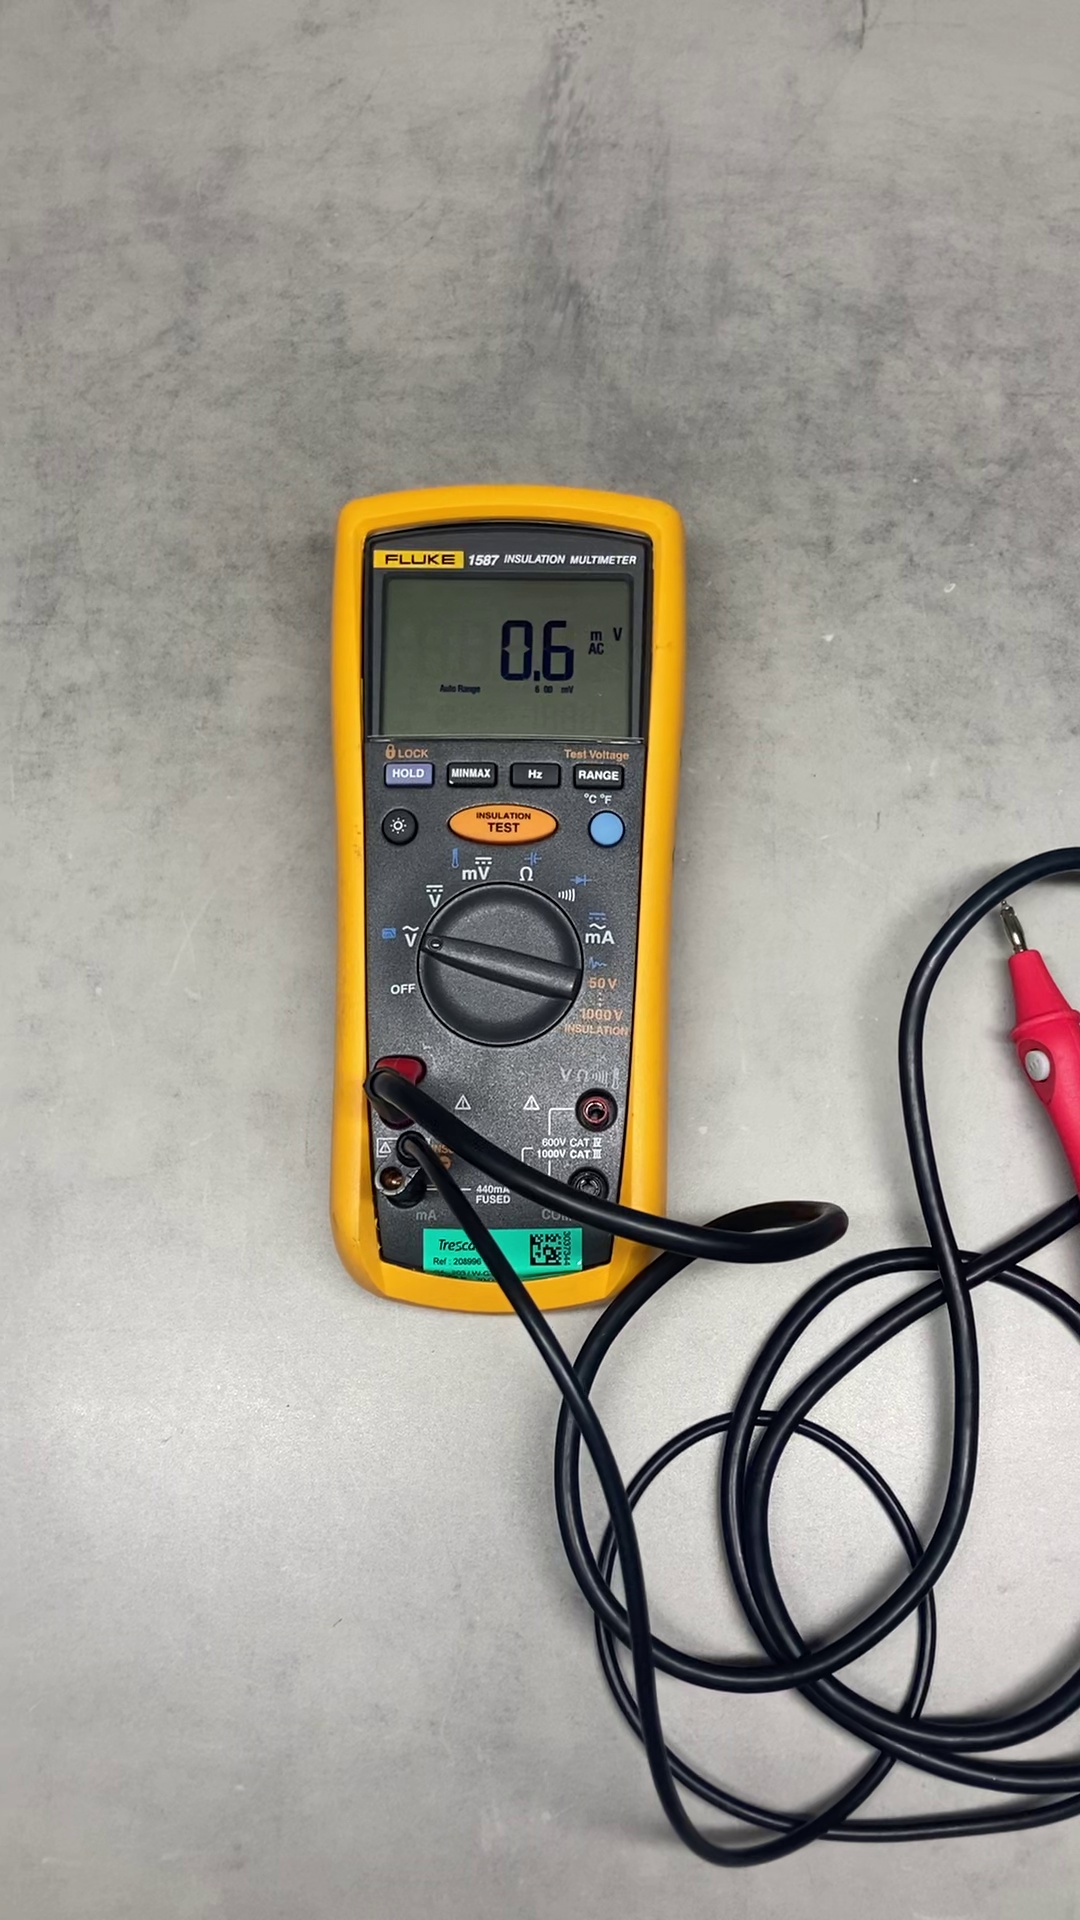 FLUKE 1587 INSULATION MULTIMETER
0.6 m V
AC
Auto Range 600 mV
LOCK Test Voltage
HOLD MINMAX Hz RANGE
°C °F
INSULATION
TEST
mV Ω
V
V mA
OFF 50 V
1000 V
INSULATION
V Ω
600V CAT IV
1000V CAT III
440mA
FUSED
mA
Ref : 208996
3037344